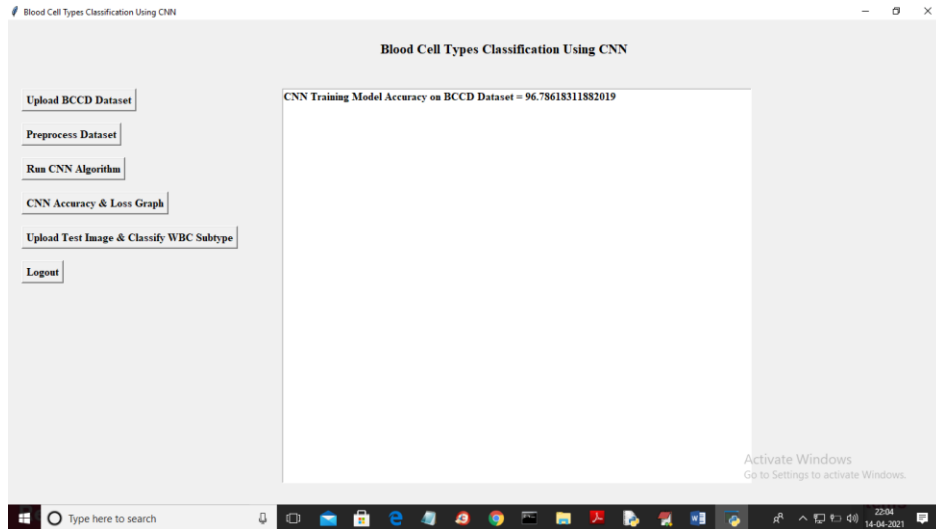 Blood Cell Types Classification Using CNN
Blood Cell Types Classification Using CNN
Upload BCCD Dataset
Preprocess Dataset
Run CNN Algorithm
CNN Accuracy & Loss Graph
Upload Test Image & Classify WBC Subtype
Logout
CNN Training Model Accuracy on BCCD Dataset = 96.78618311882019
Activate Windows
Go to Settings to activate Windows.
Type here to search
22:04
14-04-2021